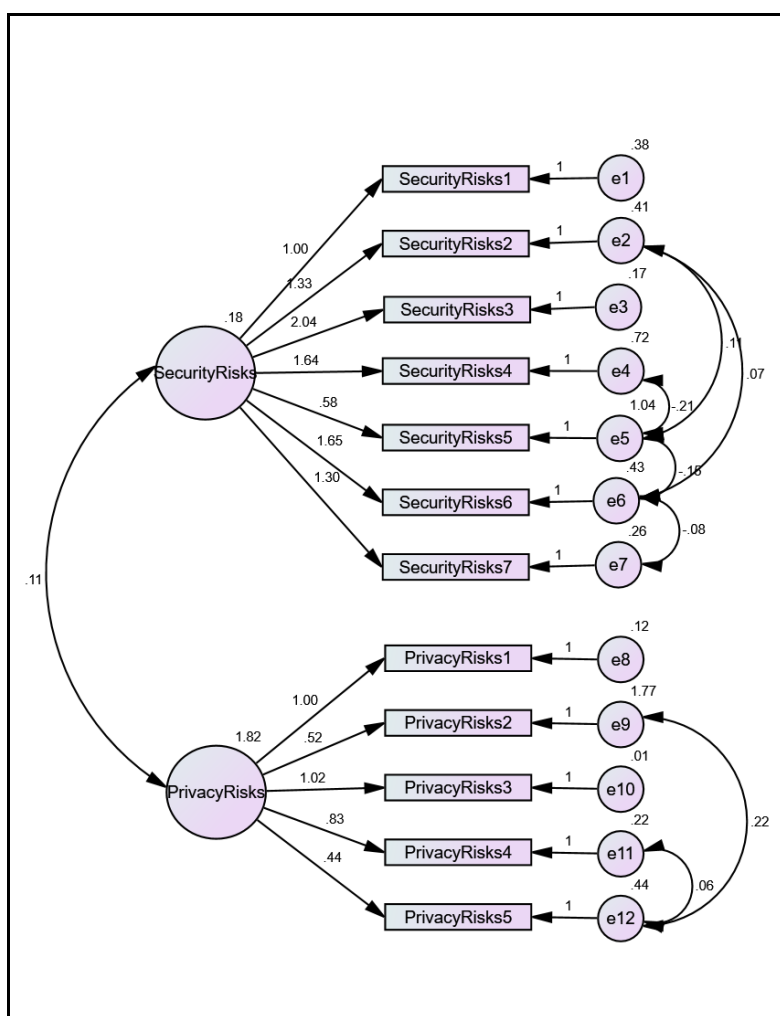 .38
SecurityRisks1
1
e1
.41
1.00
SecurityRisks2
1
e2
.17
1.33
.18
2.04
SecurityRisks3
1
e3
.72
SecurityRisks
1.64
SecurityRisks4
1
e4
.11
.07
1.04
-.21
.58
SecurityRisks5
1
e5
1.65
.43
-.15
1.30
SecurityRisks6
1
e6
.26
-.08
SecurityRisks7
1
e7
.11
.12
PrivacyRisks1
1
e8
1.77
1.00
PrivacyRisks2
1
e9
1.82
.52
.01
PrivacyRisks
1.02
PrivacyRisks3
1
e10
.22
.83
.22
PrivacyRisks4
1
e11
.44
.44
.06
PrivacyRisks5
1
e12